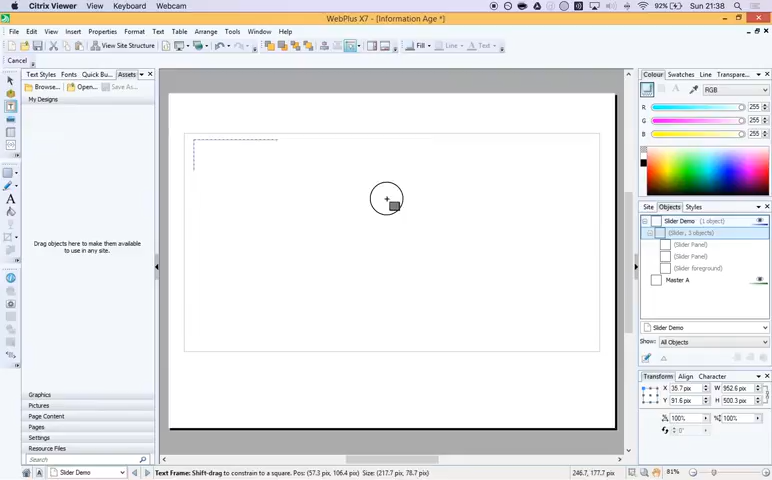 Citrix Viewer View Keyboard Webcam 92% Sun 21:38
WebPlus X7 - [Information Age *]
File Edit View Insert Properties Format Text Table Arrange Tools Window Help
View Site Structure Fill Line Text
Cancel
Text Styles Fonts Quick Bu... Assets
Browse... Open... Save As...
My Designs
Drag objects here to make them available
to use in any site.
Graphics
Pictures
Page Content
Pages
Settings
Resource Files
Search
Colour Swatches Line Transpare...
RGB
R 255
G 255
B 255
Site Objects Styles
Slider Demo (1 object)
(Slider, 3 objects)
(Slider Panel)
(Slider Panel)
(Slider foreground)
Master A
Slider Demo
Show: All Objects
Transform Align Character
X 35.7 pix W 952.6 pix
Y 91.6 pix H 500.3 pix
100% 100%
0°
Slider Demo Text Frame: Shift-drag to constrain to a square. Pos: (57.3 pix, 106.4 pix) Size: (217.7 pix, 78.7 pix) 246.7, 177.7 pix 81%